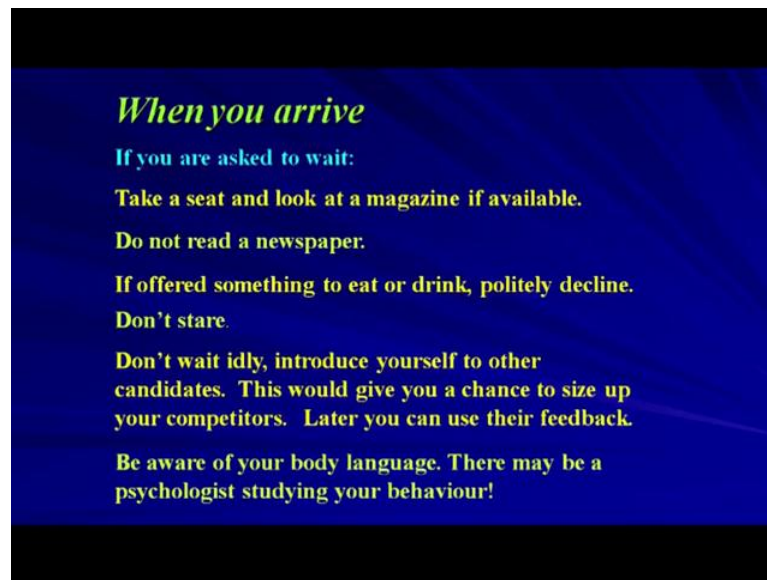 When you arrive
If you are asked to wait:
Take a seat and look at a magazine if available.
Do not read a newspaper.
If offered something to eat or drink, politely decline.
Don't stare.
Don't wait idly, introduce yourself to other
candidates.  This would give you a chance to size up
your competitors.  Later you can use their feedback.
Be aware of your body language. There may be a
psychologist studying your behaviour!